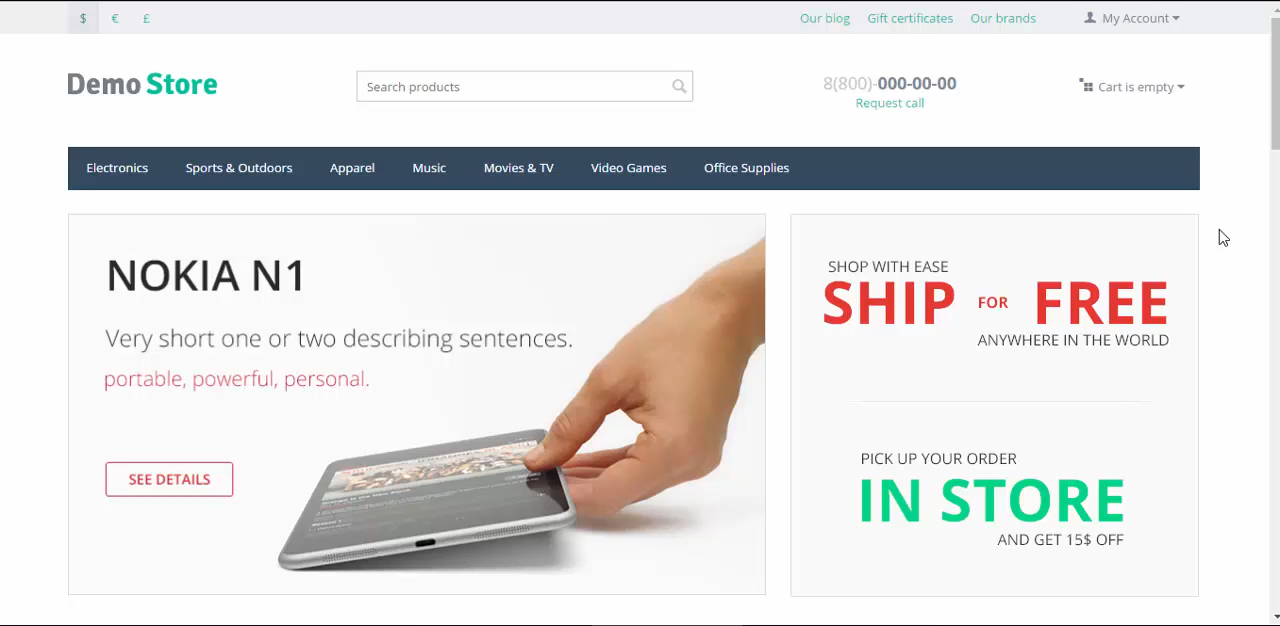 $ € £ Our blog Gift certificates Our brands My Account
Demo Store Search products 8(800)-000-00-00 Cart is empty
Request call
Electronics Sports & Outdoors Apparel Music Movies & TV Video Games Office Supplies
NOKIA N1
Very short one or two describing sentences.
portable, powerful, personal.
SEE DETAILS
SHOP WITH EASE
SHIP FOR FREE
ANYWHERE IN THE WORLD
PICK UP YOUR ORDER
IN STORE
AND GET 15$ OFF